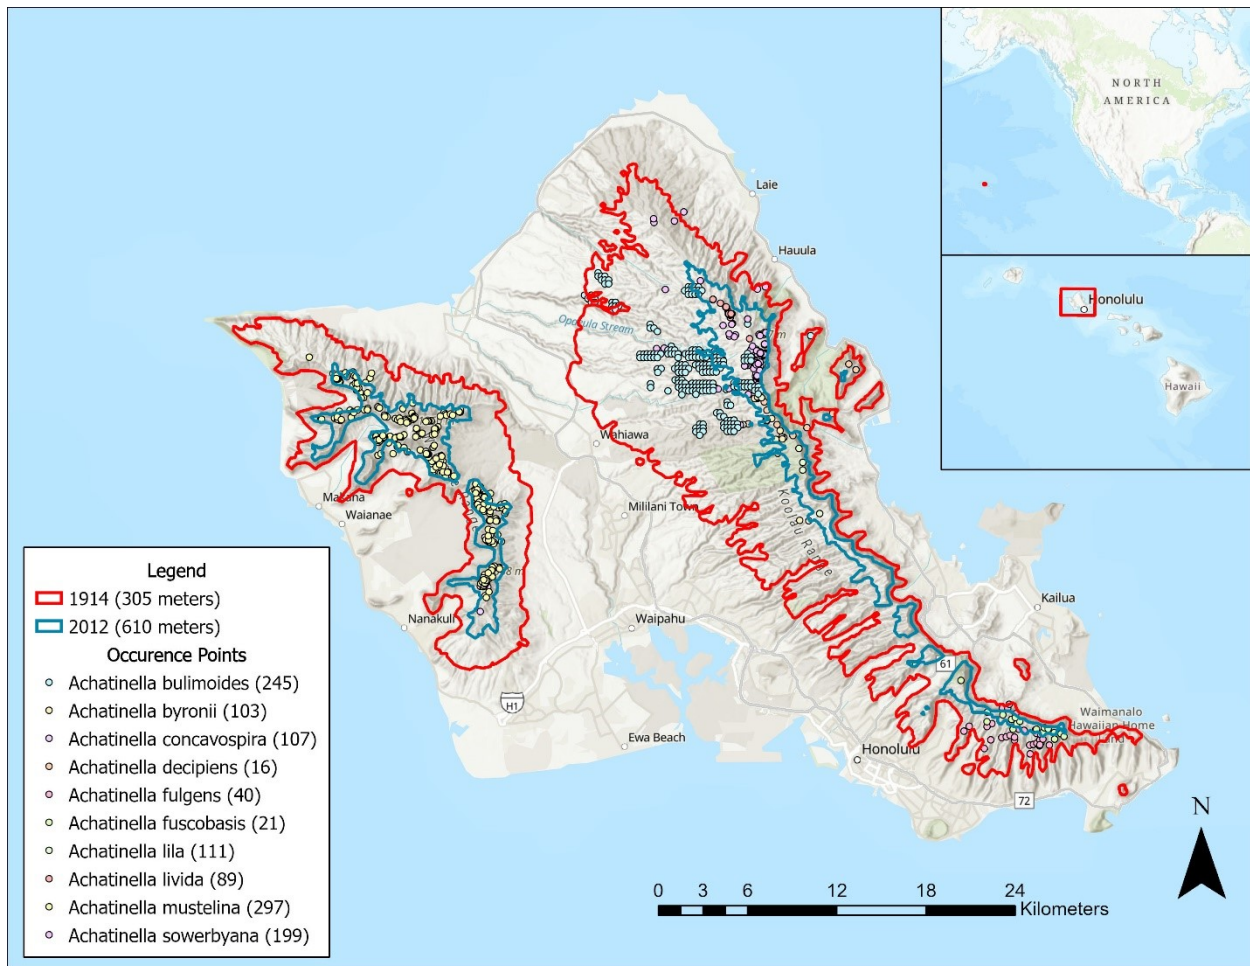 NORTH
AMERICA
Honolulu
Hawaii
Laie
Hauula
Opaeula Stream
Wahiawa
Makaha
Waianae
Mililani Town
Koolau Range
Nanakuli
Waipahu
Kailua
61
H1
Waimanalo
Hawaiian Home
Land
Ewa Beach
Honolulu
72
Legend
1914 (305 meters)
2012 (610 meters)
Occurence Points
Achatinella bulimoides (245)
Achatinella byronii (103)
Achatinella concavospira (107)
Achatinella decipiens (16)
Achatinella fulgens (40)
Achatinella fuscobasis (21)
Achatinella lila (111)
Achatinella livida (89)
Achatinella mustelina (297)
Achatinella sowerbyana (199)
N
0 3 6 12 18 24
Kilometers